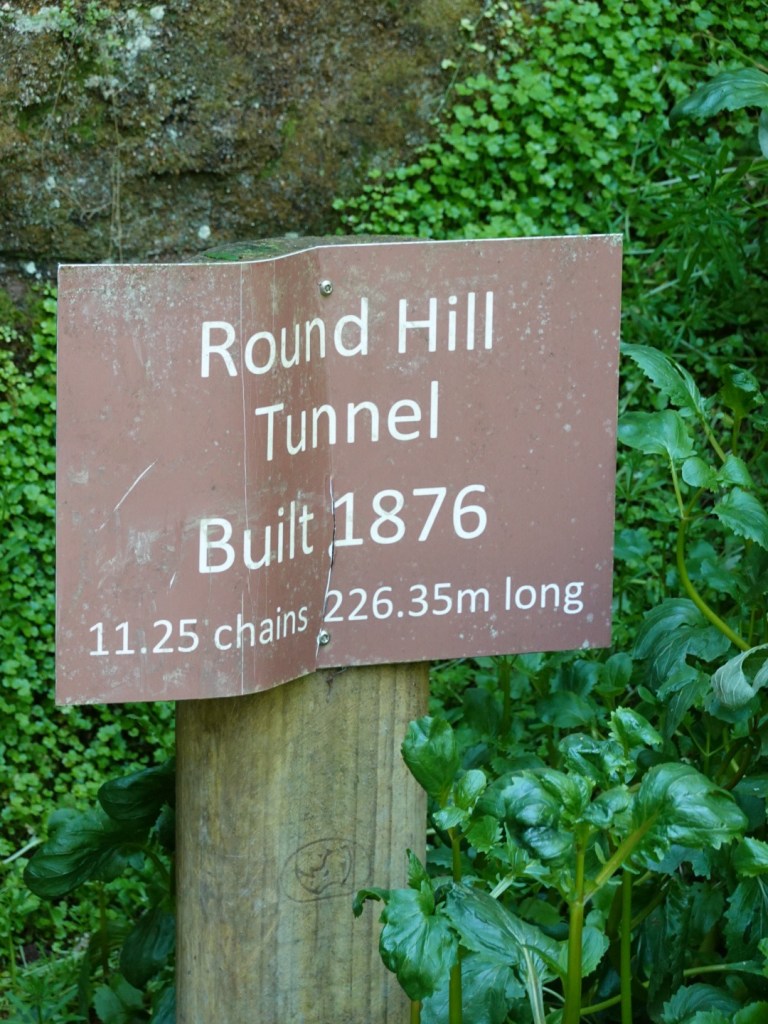 Round Hill
Tunnel
Built 1876
11.25 chains 226.35m long